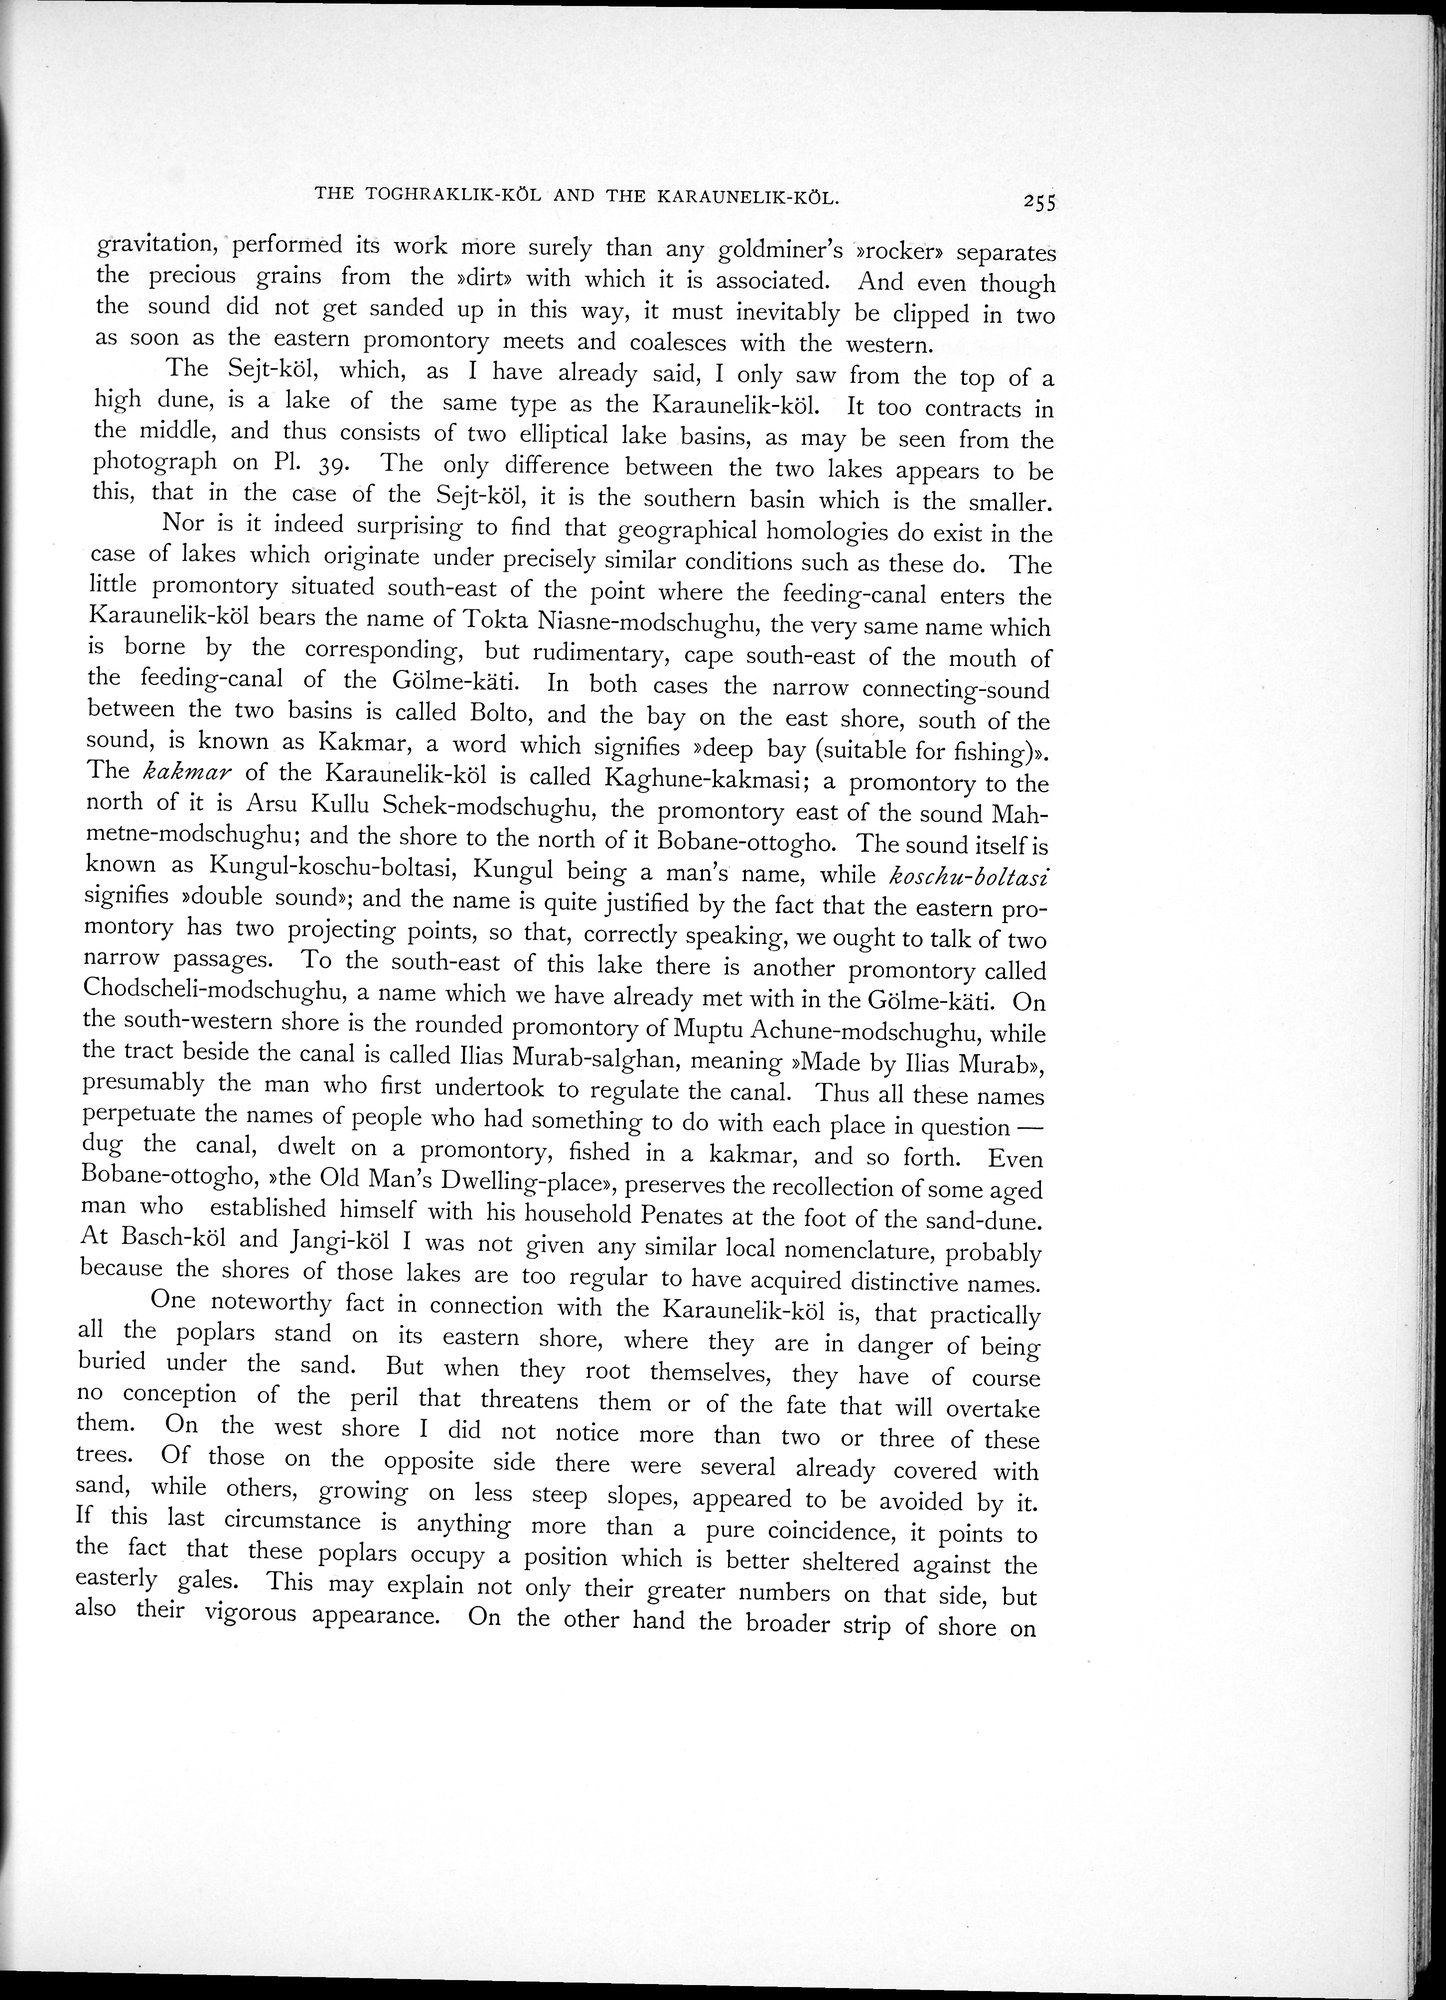 THE TOGHRAKLIK-KÖL AND THE KARAUNELIK-KÖL. 255
gravitation, performed its work more surely than any goldminer's »rocker» separates
the precious grains from the »dirt» with which it is associated. And even though
the sound did not get sanded up in this way, it must inevitably be clipped in two
as soon as the eastern promontory meets and coalesces with the western.
The Sejt-köl, which, as I have already said, I only saw from the top of a
high dune, is a lake of the same type as the Karaunelik-köl. It too contracts in
the middle, and thus consists of two elliptical lake basins, as may be seen from the
photograph on Pl. 39. The only difference between the two lakes appears to be
this, that in the case of the Sejt-köl, it is the southern basin which is the smaller.
Nor is it indeed surprising to find that geographical homologies do exist in the
case of lakes which originate under precisely similar conditions such as these do. The
little promontory situated south-east of the point where the feeding-canal enters the
Karaunelik-köl bears the name of Tokta Niasne-modschughu, the very same name which
is borne by the corresponding, but rudimentary, cape south-east of the mouth of
the feeding-canal of the Gölme-käti. In both cases the narrow connecting-sound
between the two basins is called Bolto, and the bay on the east shore, south of the
sound, is known as Kakmar, a word which signifies »deep bay (suitable for fishing)».
The kakmar of the Karaunelik-köl is called Kaghune-kakmasi; a promontory to the
north of it is Arsu Kullu Schek-modschughu, the promontory east of the sound Mah-
metne-modschughu; and the shore to the north of it Bobane-ottogho. The sound itself is
known as Kungul-koschu-boltasi, Kungul being a man's name, while koschu-boltasi
signifies »double sound»; and the name is quite justified by the fact that the eastern pro-
montory has two projecting points, so that, correctly speaking, we ought to talk of two
narrow passages. To the south-east of this lake there is another promontory called
Chodscheli-modschughu, a name which we have already met with in the Gölme-käti. On
the south-western shore is the rounded promontory of Muptu Achune-modschughu, while
the tract beside the canal is called Ilias Murab-salghan, meaning »Made by Ilias Murab»,
presumably the man who first undertook to regulate the canal. Thus all these names
perpetuate the names of people who had something to do with each place in question —
dug the canal, dwelt on a promontory, fished in a kakmar, and so forth. Even
Bobane-ottogho, »the Old Man's Dwelling-place», preserves the recollection of some aged
man who established himself with his household Penates at the foot of the sand-dune.
At Basch-köl and Jangi-köl I was not given any similar local nomenclature, probably
because the shores of those lakes are too regular to have acquired distinctive names.
One noteworthy fact in connection with the Karaunelik-köl is, that practically
all the poplars stand on its eastern shore, where they are in danger of being
buried under the sand. But when they root themselves, they have of course
no conception of the peril that threatens them or of the fate that will overtake
them. On the west shore I did not notice more than two or three of these
trees. Of those on the opposite side there were several already covered with
sand, while others, growing on less steep slopes, appeared to be avoided by it.
If this last circumstance is anything more than a pure coincidence, it points to
the fact that these poplars occupy a position which is better sheltered against the
easterly gales. This may explain not only their greater numbers on that side, but
also their vigorous appearance. On the other hand the broader strip of shore on